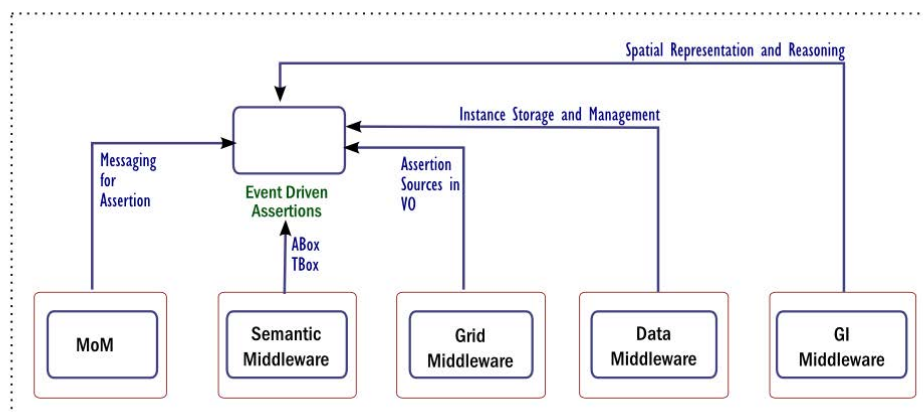 Spatial Representation and Reasoning
Instance Storage and Management
Messaging
for
Assertion
Assertion
Sources in
VO
Event Driven
Assertions
ABox
TBox
MoM
Semantic
Middleware
Grid
Middleware
Data
Middleware
GI
Middleware